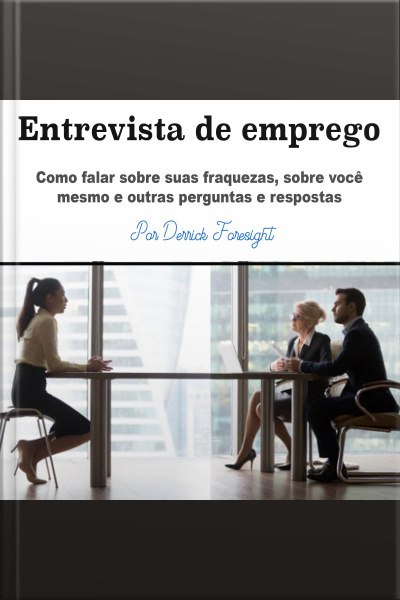 Entrevista de emprego
Como falar sobre suas fraquezas, sobre você
mesmo e outras perguntas e respostas
Por Derrick Foresight